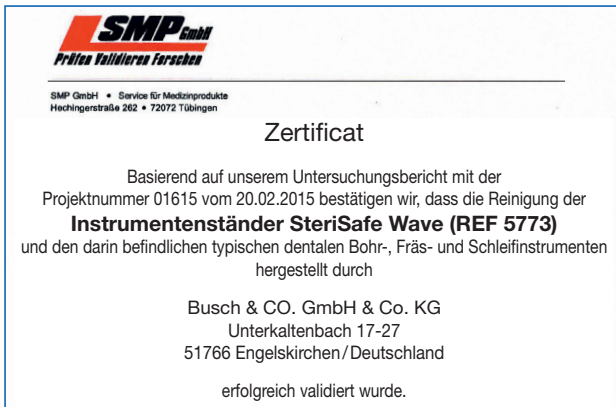 SMP GmbH
Prüfen Validieren Forschen
SMP GmbH • Service für Medizinprodukte
Hechingerstraße 262 • 72072 Tübingen
Zertificat
Basierend auf unserem Untersuchungsbericht mit der
Projektnummer 01615 vom 20.02.2015 bestätigen wir, dass die Reinigung der
Instrumentenständer SteriSafe Wave (REF 5773)
und den darin befindlichen typischen dentalen Bohr-, Fräs- und Schleifinstrumenten
hergestellt durch
Busch & CO. GmbH & Co. KG
Unterkaltenbach 17-27
51766 Engelskirchen/Deutschland
erfolgreich validiert wurde.